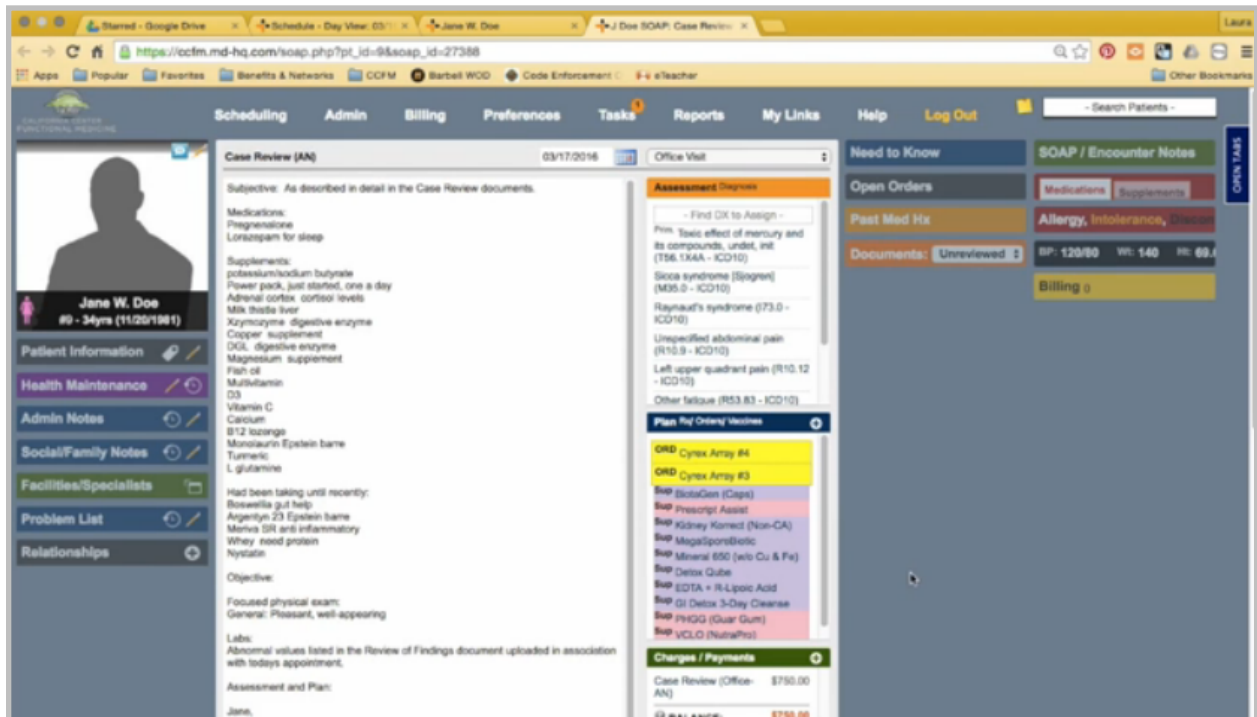 Starred - Google Drive
Schedule - Day View: 03/
Jane W. Doe
J Doe SOAP: Case Review
Laura
https://ccfm.md-hq.com/soap.php?pt_id=9&soap_id=27388
Apps Popular Favorites Benefits & Networks CCFM Barbell WOD Code Enforcement eTeacher Other Bookmarks
CALIFORNIA CENTER
FUNCTIONAL MEDICINE
Scheduling Admin Billing Preferences Tasks 1 Reports My Links Help Log Out
- Search Patients -
OPEN TABS
Jane W. Doe
#9 - 34yrs (11/20/1981)
Patient Information
Health Maintenance
Admin Notes
Social/Family Notes
Facilities/Specialists
Problem List
Relationships
Case Review (AN) 03/17/2016 Office Visit
Subjective: As described in detail in the Case Review documents.
Medications:
Pregnenolone
Lorazepam for sleep
Supplements:
potassium/sodium butyrate
Power pack, just started, one a day
Adrenal cortex cortisol levels
Milk thistle liver
Xzymozyme digestive enzyme
Copper supplement
DGL digestive enzyme
Magnesium supplement
Fish oil
Multivitamin
D3
Vitamin C
Calcium
B12 lozenge
Monolaurin Epstein barre
Turmeric
L glutamine
Had been taking until recently:
Boswellia gut help
Argentyn 23 Epstein barre
Meriva SR anti inflammatory
Whey need protein
Nystatin
Objective:
Focused physical exam:
General: Pleasant, well-appearing
Labs:
Abnormal values listed in the Review of Findings document uploaded in association
with todays appointment.
Assessment and Plan:
Jane,
Assessment Diagnosis
- Find DX to Assign -
Prim. Toxic effect of mercury and
its compounds, undet, init
(T56.1X4A - ICD10)
Sicca syndrome [Sjogren]
(M35.0 - ICD10)
Raynaud's syndrome (I73.0 -
ICD10)
Unspecified abdominal pain
(R10.9 - ICD10)
Left upper quadrant pain (R10.12
- ICD10)
Other fatigue (R53.83 - ICD10)
Plan Rx/ Orders/ Vaccines
ORD Cyrex Array #4
ORD Cyrex Array #3
Sup BiotaGen (Caps)
Sup Prescript Assist
Sup Kidney Korrect (Non-CA)
Sup MegaSporeBiotic
Sup Mineral 650 (w/o Cu & Fe)
Sup Detox Qube
Sup EDTA + R-Lipoic Acid
Sup GI Detox 3-Day Cleanse
Sup PHGG (Guar Gum)
Sup VCLO (NutraPro)
Charges / Payments
Case Review (Office- $750.00
AN)
BALANCE: $750.00
Need to Know
Open Orders
Past Med Hx
Documents: Unreviewed
SOAP / Encounter Notes
Medications Supplements
Allergy, Intolerance,
BP: 120/80 Wt: 140 Ht: 69.
Billing ()